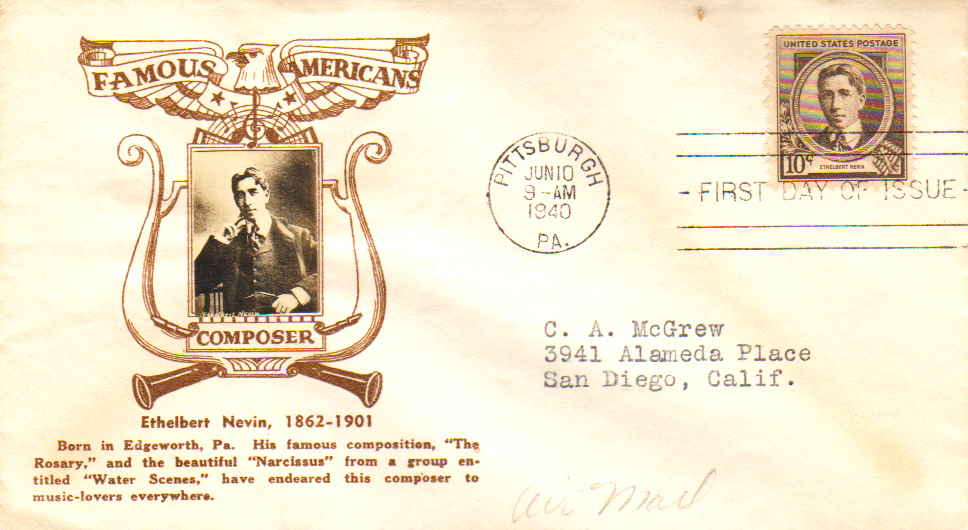 FAMOUS AMERICANS
Ethelbert Nevin
COMPOSER
Ethelbert Nevin, 1862-1901
Born in Edgeworth, Pa. His famous composition, "The
Rosary," and the beautiful "Narcissus" from a group en-
titled "Water Scenes," have endeared this composer to
music-lovers everywhere.
PITTSBURGH
JUN 10
9-AM
1940
PA.
UNITED STATES POSTAGE
10¢
ETHELBERT NEVIN
- FIRST DAY OF ISSUE -
C. A. McGrew
3941 Alameda Place
San Diego, Calif.
Air Mail